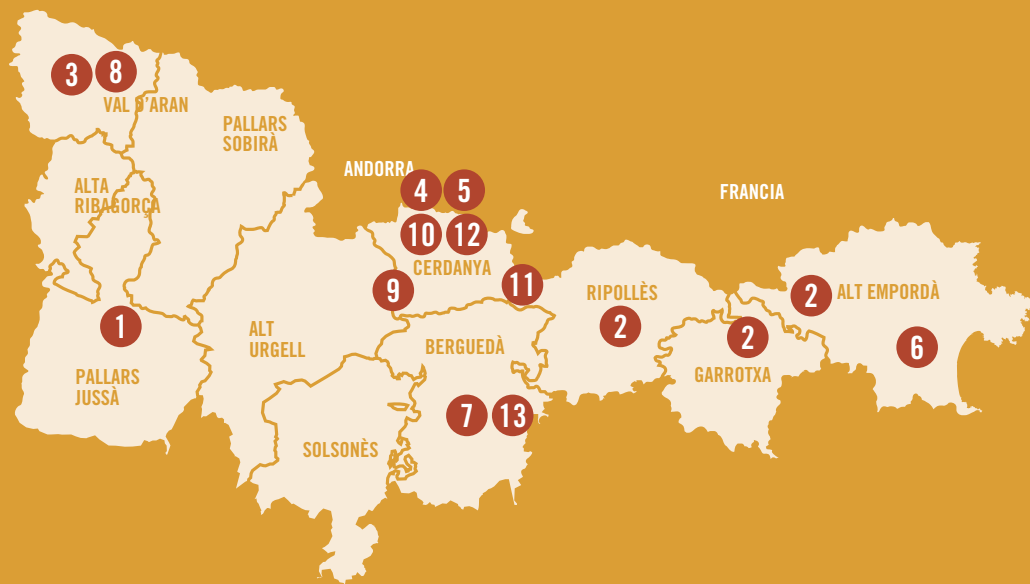 3 8
VAL D'ARAN
PALLARS
SOBIRÀ
ANDORRA
FRANCIA
ALTA
RIBAGORÇA
4 5
10 12
CERDANYA
9
11
RIPOLLÈS
2
2
ALT EMPORDÀ
1
ALT
URGELL
BERGUEDÀ
2
GARROTXA
6
PALLARS
JUSSÀ
7 13
SOLSONÈS